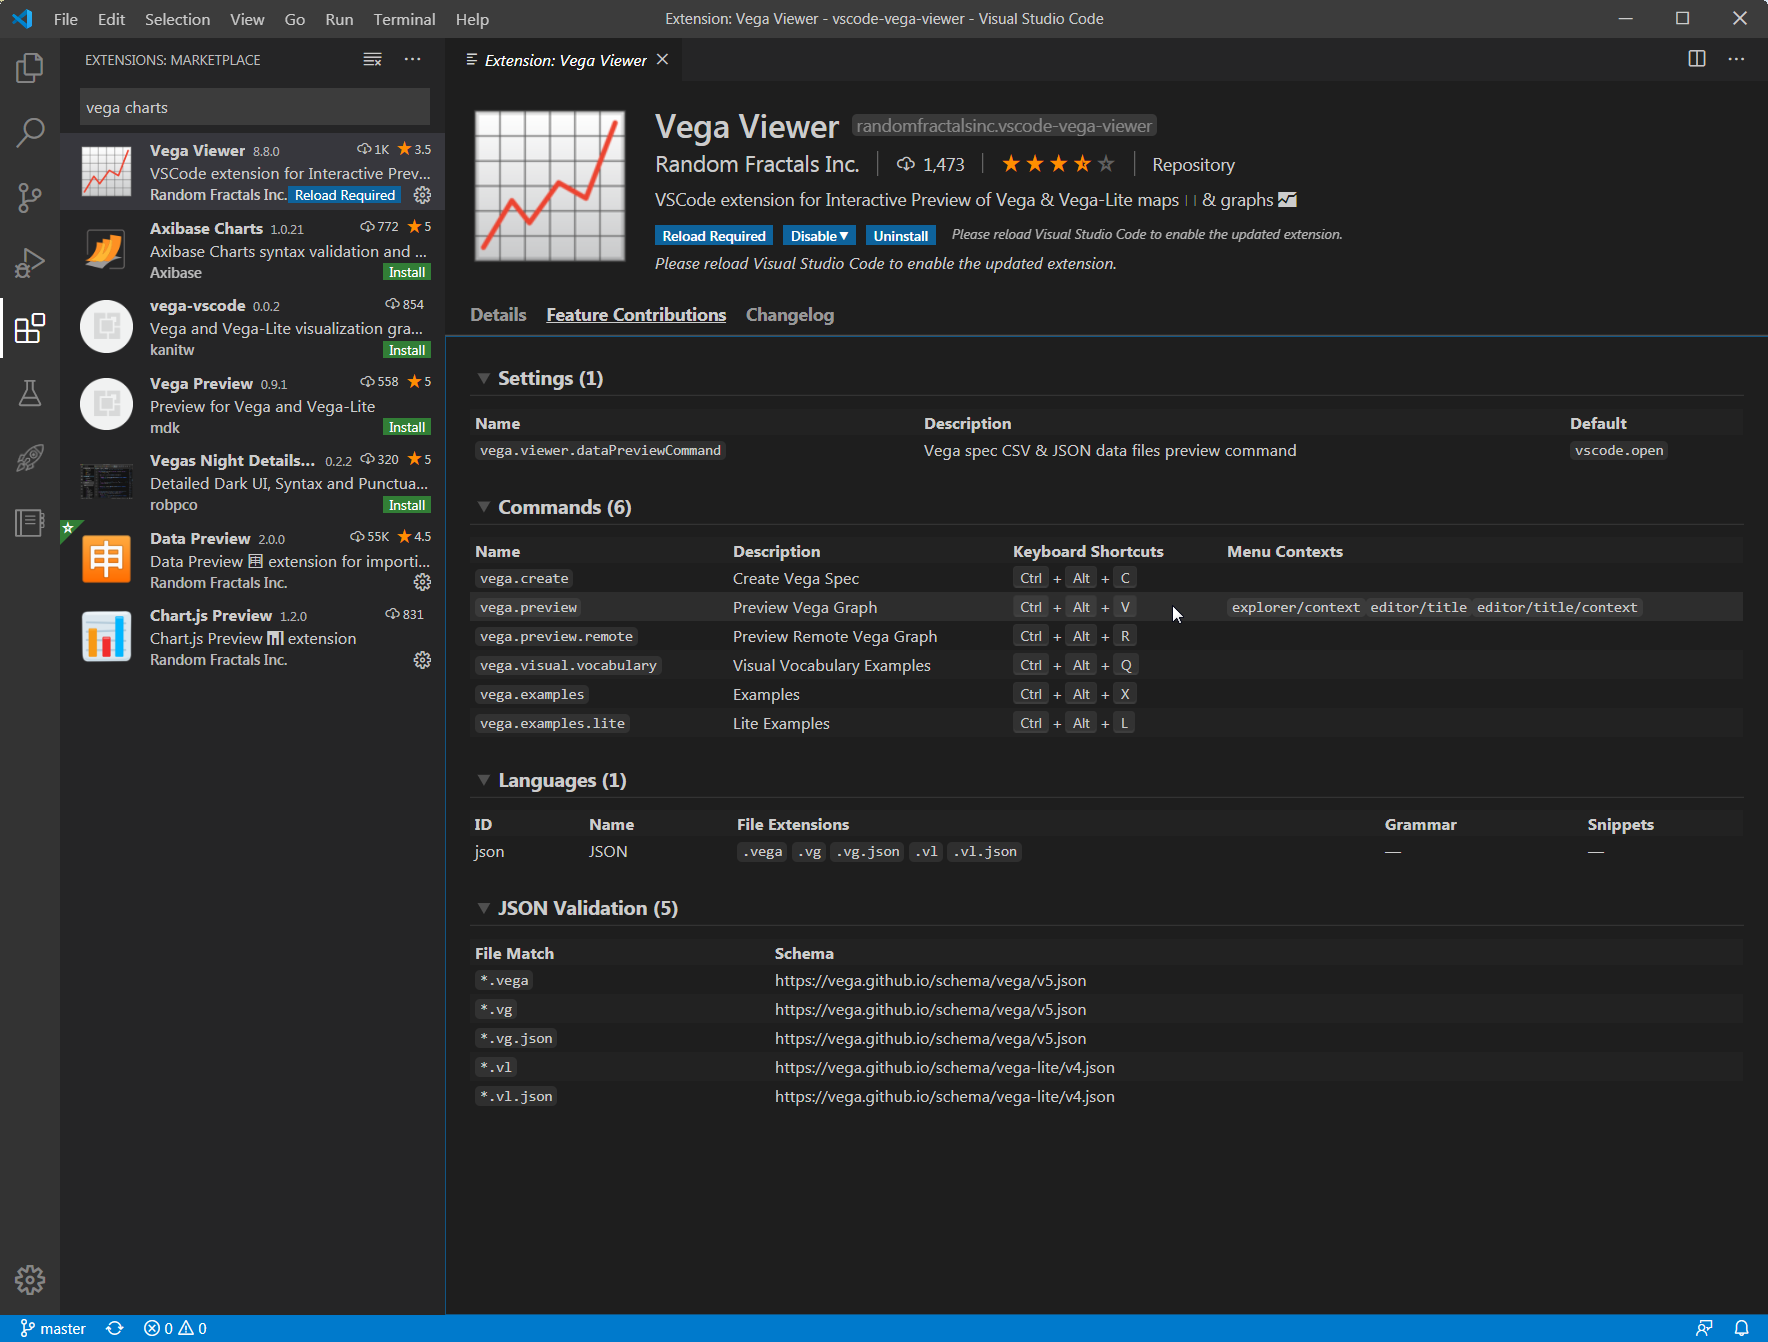 File Edit Selection View Go Run Terminal Help
Extension: Vega Viewer - vscode-vega-viewer - Visual Studio Code
EXTENSIONS: MARKETPLACE
vega charts
Vega Viewer 8.8.0 1K 3.5
VSCode extension for Interactive Prev...
Random Fractals Inc. Reload Required
Axibase Charts 1.0.21 772 5
Axibase Charts syntax validation and ...
Axibase Install
vega-vscode 0.0.2 854
Vega and Vega-Lite visualization gra...
kanitw Install
Vega Preview 0.9.1 558 5
Preview for Vega and Vega-Lite
mdk Install
Vegas Night Details... 0.2.2 320 5
Detailed Dark UI, Syntax and Punctua...
robpco Install
申
Data Preview 2.0.0 55K 4.5
Data Preview 🈸 extension for importi...
Random Fractals Inc.
Chart.js Preview 1.2.0 831
Chart.js Preview 📊 extension
Random Fractals Inc.
Extension: Vega Viewer
Vega Viewer randomfractalsinc.vscode-vega-viewer
Random Fractals Inc. 1,473 Repository
VSCode extension for Interactive Preview of Vega & Vega-Lite maps & graphs 📈
Reload Required Disable▼ Uninstall Please reload Visual Studio Code to enable the updated extension.
Please reload Visual Studio Code to enable the updated extension.
Details Feature Contributions Changelog
Settings (1)
Name Description Default
vega.viewer.dataPreviewCommand Vega spec CSV & JSON data files preview command vscode.open
Commands (6)
Name Description Keyboard Shortcuts Menu Contexts
vega.create Create Vega Spec Ctrl + Alt + C
vega.preview Preview Vega Graph Ctrl + Alt + V explorer/context editor/title editor/title/context
vega.preview.remote Preview Remote Vega Graph Ctrl + Alt + R
vega.visual.vocabulary Visual Vocabulary Examples Ctrl + Alt + Q
vega.examples Examples Ctrl + Alt + X
vega.examples.lite Lite Examples Ctrl + Alt + L
Languages (1)
ID Name File Extensions Grammar Snippets
json JSON .vega .vg .vg.json .vl .vl.json — —
JSON Validation (5)
File Match Schema
*.vega https://vega.github.io/schema/vega/v5.json
*.vg https://vega.github.io/schema/vega/v5.json
*.vg.json https://vega.github.io/schema/vega/v5.json
*.vl https://vega.github.io/schema/vega-lite/v4.json
*.vl.json https://vega.github.io/schema/vega-lite/v4.json
master 0 0